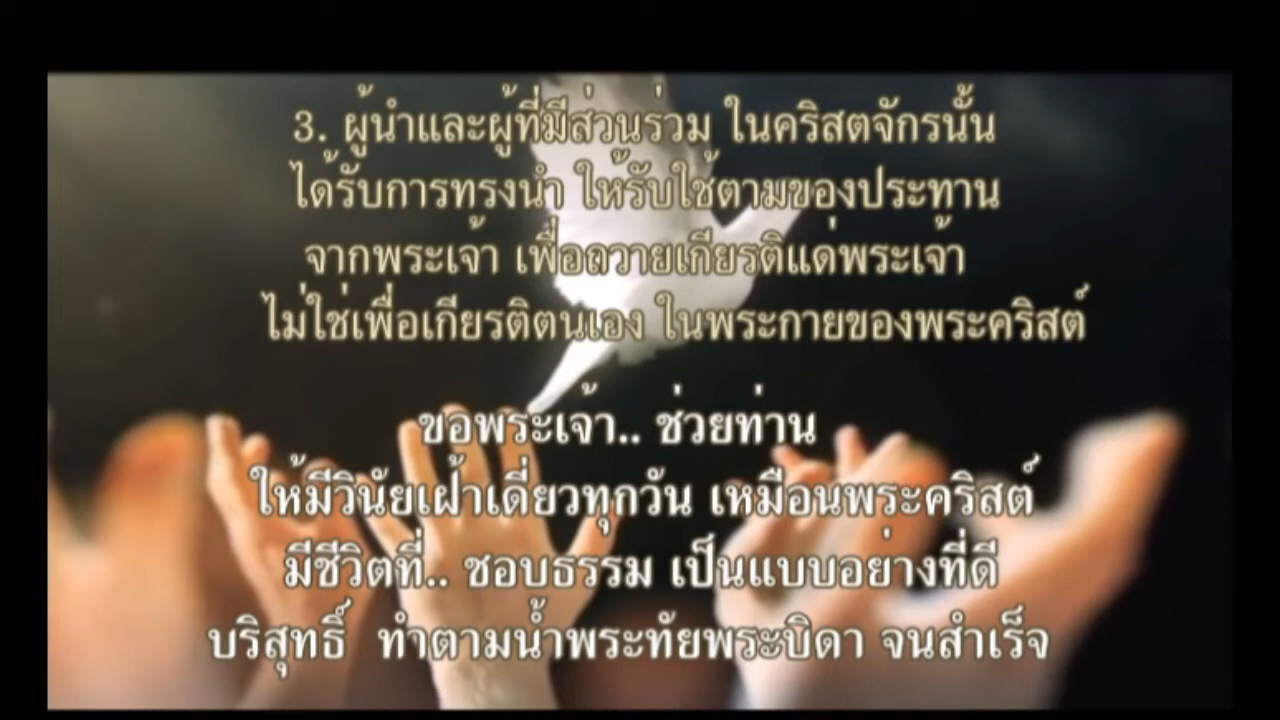 3. ผู้นำและผู้ที่มีส่วนร่วม ในคริสตจักรนั้น
ได้รับการทรงนำ ให้รับใช้ตามของประทาน
จากพระเจ้า เพื่อถวายเกียรติแด่พระเจ้า
ไม่ใช่เพื่อเกียรติตนเอง ในพระกายของพระคริสต์
ขอพระเจ้า.. ช่วยท่าน
ให้มีวินัยเฝ้าเดี่ยวทุกวัน เหมือนพระคริสต์
มีชีวิตที่.. ชอบธรรม เป็นแบบอย่างที่ดี
บริสุทธิ์ ทำตามน้ำพระทัยพระบิดา จนสำเร็จ